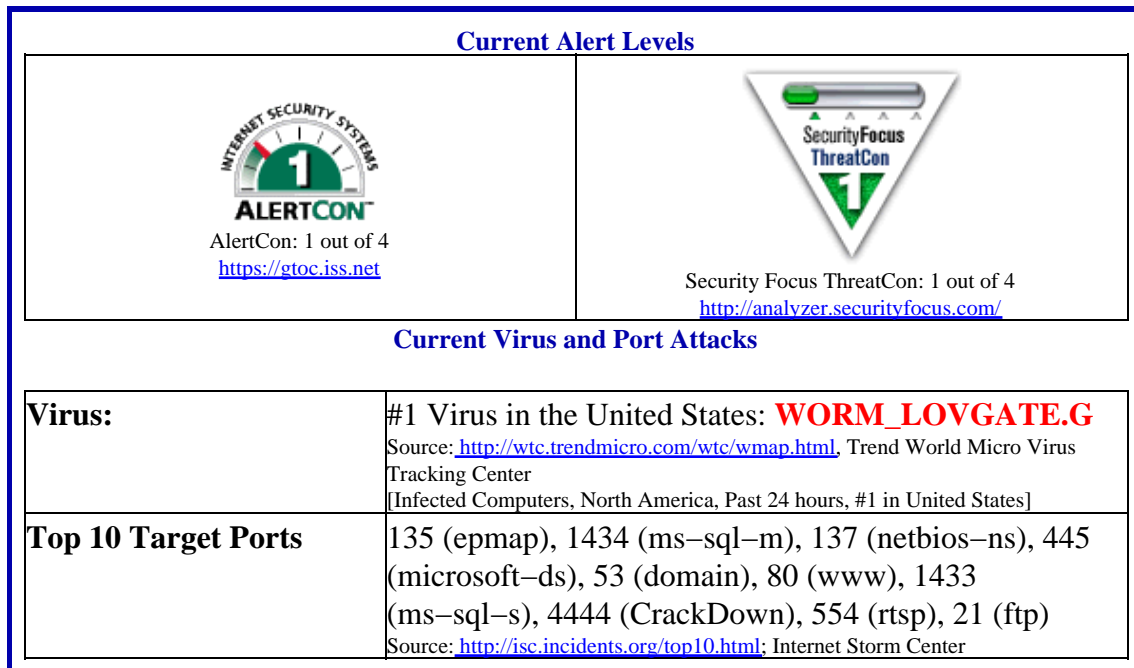 Current Alert Levels
INTERNET SECURITY SYSTEMS
1
ALERTCON™
AlertCon: 1 out of 4
https://gtoc.iss.net
SecurityFocus
ThreatCon
1
Security Focus ThreatCon: 1 out of 4
http://analyzer.securityfocus.com/
Current Virus and Port Attacks
Virus:
#1 Virus in the United States: WORM_LOVGATE.G
Source: http://wtc.trendmicro.com/wtc/wmap.html, Trend World Micro Virus
Tracking Center
[Infected Computers, North America, Past 24 hours, #1 in United States]
Top 10 Target Ports
135 (epmap), 1434 (ms−sql−m), 137 (netbios−ns), 445
(microsoft−ds), 53 (domain), 80 (www), 1433
(ms−sql−s), 4444 (CrackDown), 554 (rtsp), 21 (ftp)
Source: http://isc.incidents.org/top10.html; Internet Storm Center